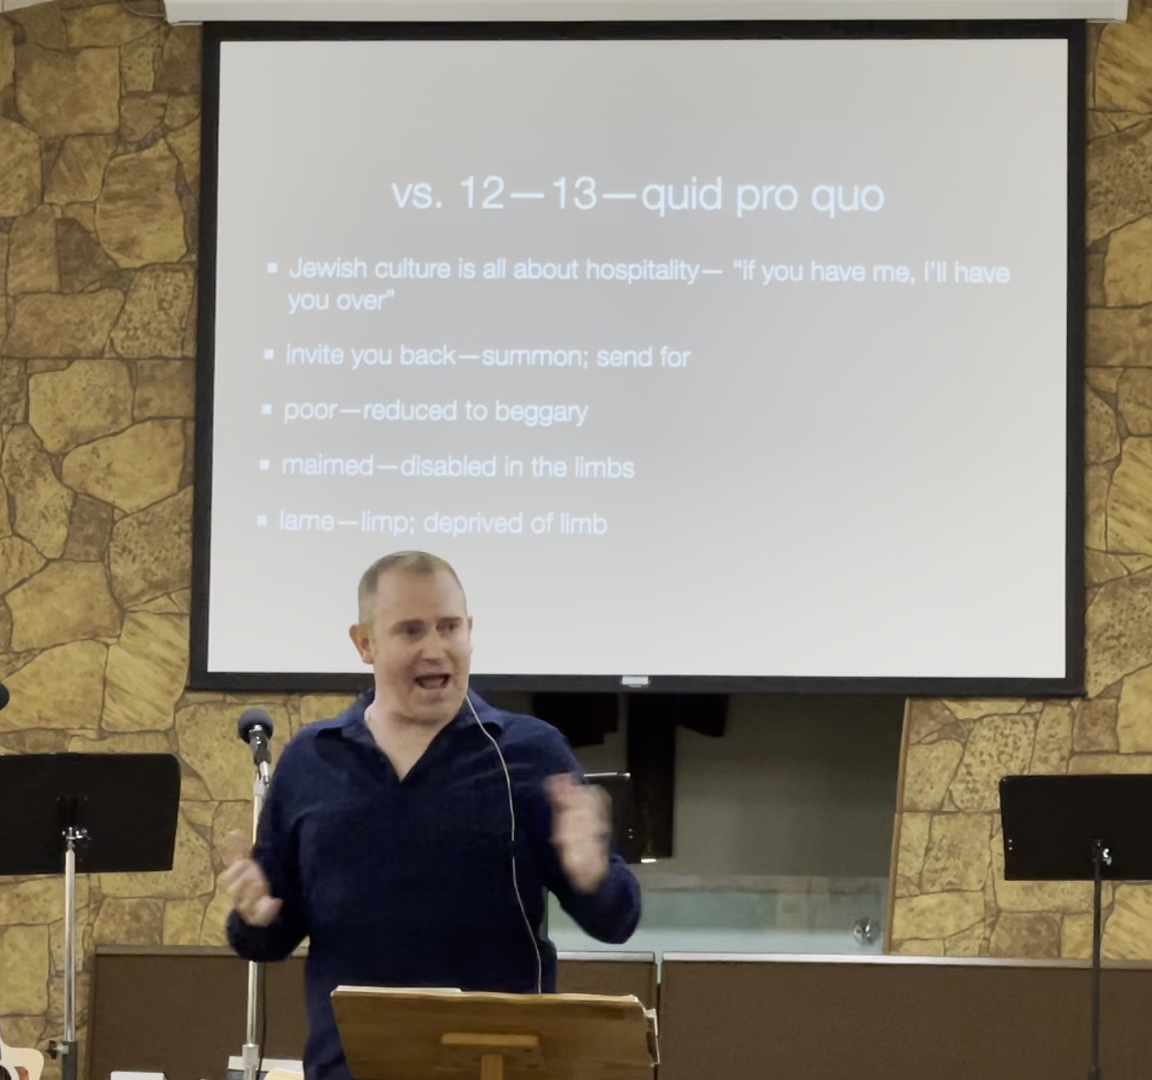 vs. 12—13—quid pro quo
▪ Jewish culture is all about hospitality— “if you have me, i’ll have
you over”
▪ invite you back—summon; send for
▪ poor—reduced to beggary
▪ maimed—disabled in the limbs
▪ lame—limp; deprived of limb